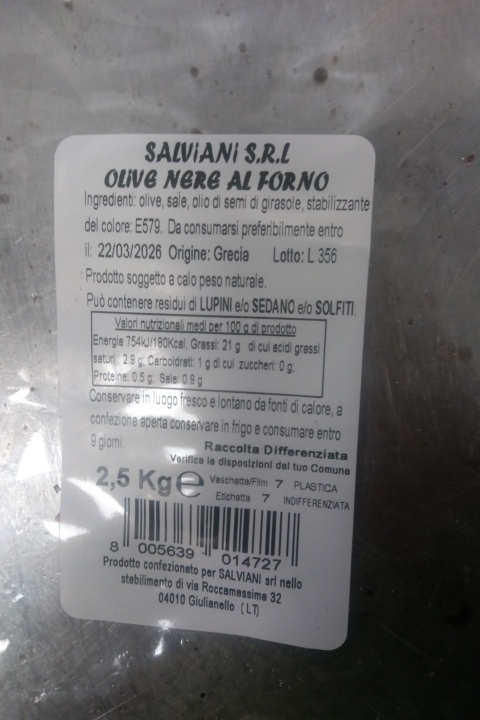 SALVIANI S.R.L
OLIVE NERE AL FORNO
Ingredienti: olive, sale, olio di semi di girasole, stabilizzante
del colore: E579. Da consumarsi preferibilmente entro
il: 22/03/2026 Origine: Grecia Lotto: L 356
Prodotto soggetto a calo peso naturale.
Può contenere residui di LUPINI e/o SEDANO e/o SOLFITI.
Valori nutrizionali medi per 100 g di prodotto
Energie 754kJ/180Kcal, Grassi: 21 g di cui acidi grassi
saturi: 2.9 g; Carboidrati: 1 g di cui zuccheri: 0 g;
Proteine: 0.5 g; Sale: 0.9 g
Conservare in luogo fresco e lontano da fonti di calore, a
confezione aperta conservare in frigo e consumare entro
9 giorni.
Raccolta Differenziata
Verifica le disposizioni del tuo Comune
2,5 Kg e
Vaschetta/Film 7 PLASTICA
Etichetta 7 INDIFFERENZIATA
8 005639 014727
Prodotto confezionato per SALVIANI srl nello
stabilimento di via Roccamassima 32
04010 Giulianello (LT)